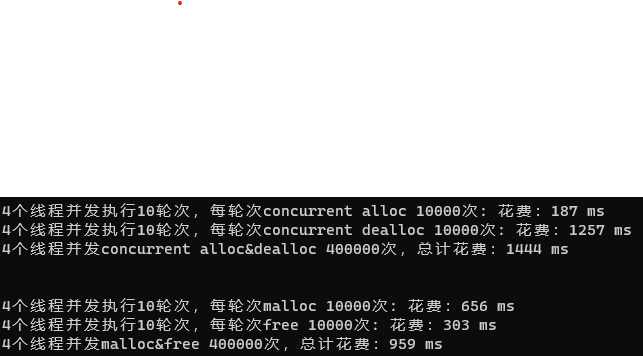 4个线程并发执行10轮次，每轮次concurrent alloc 10000次: 花费：187 ms
4个线程并发执行10轮次，每轮次concurrent dealloc 10000次: 花费：1257 ms
4个线程并发concurrent alloc&dealloc 400000次，总计花费：1444 ms
4个线程并发执行10轮次，每轮次malloc 10000次: 花费：656 ms
4个线程并发执行10轮次，每轮次free 10000次: 花费：303 ms
4个线程并发malloc&free 400000次，总计花费：959 ms